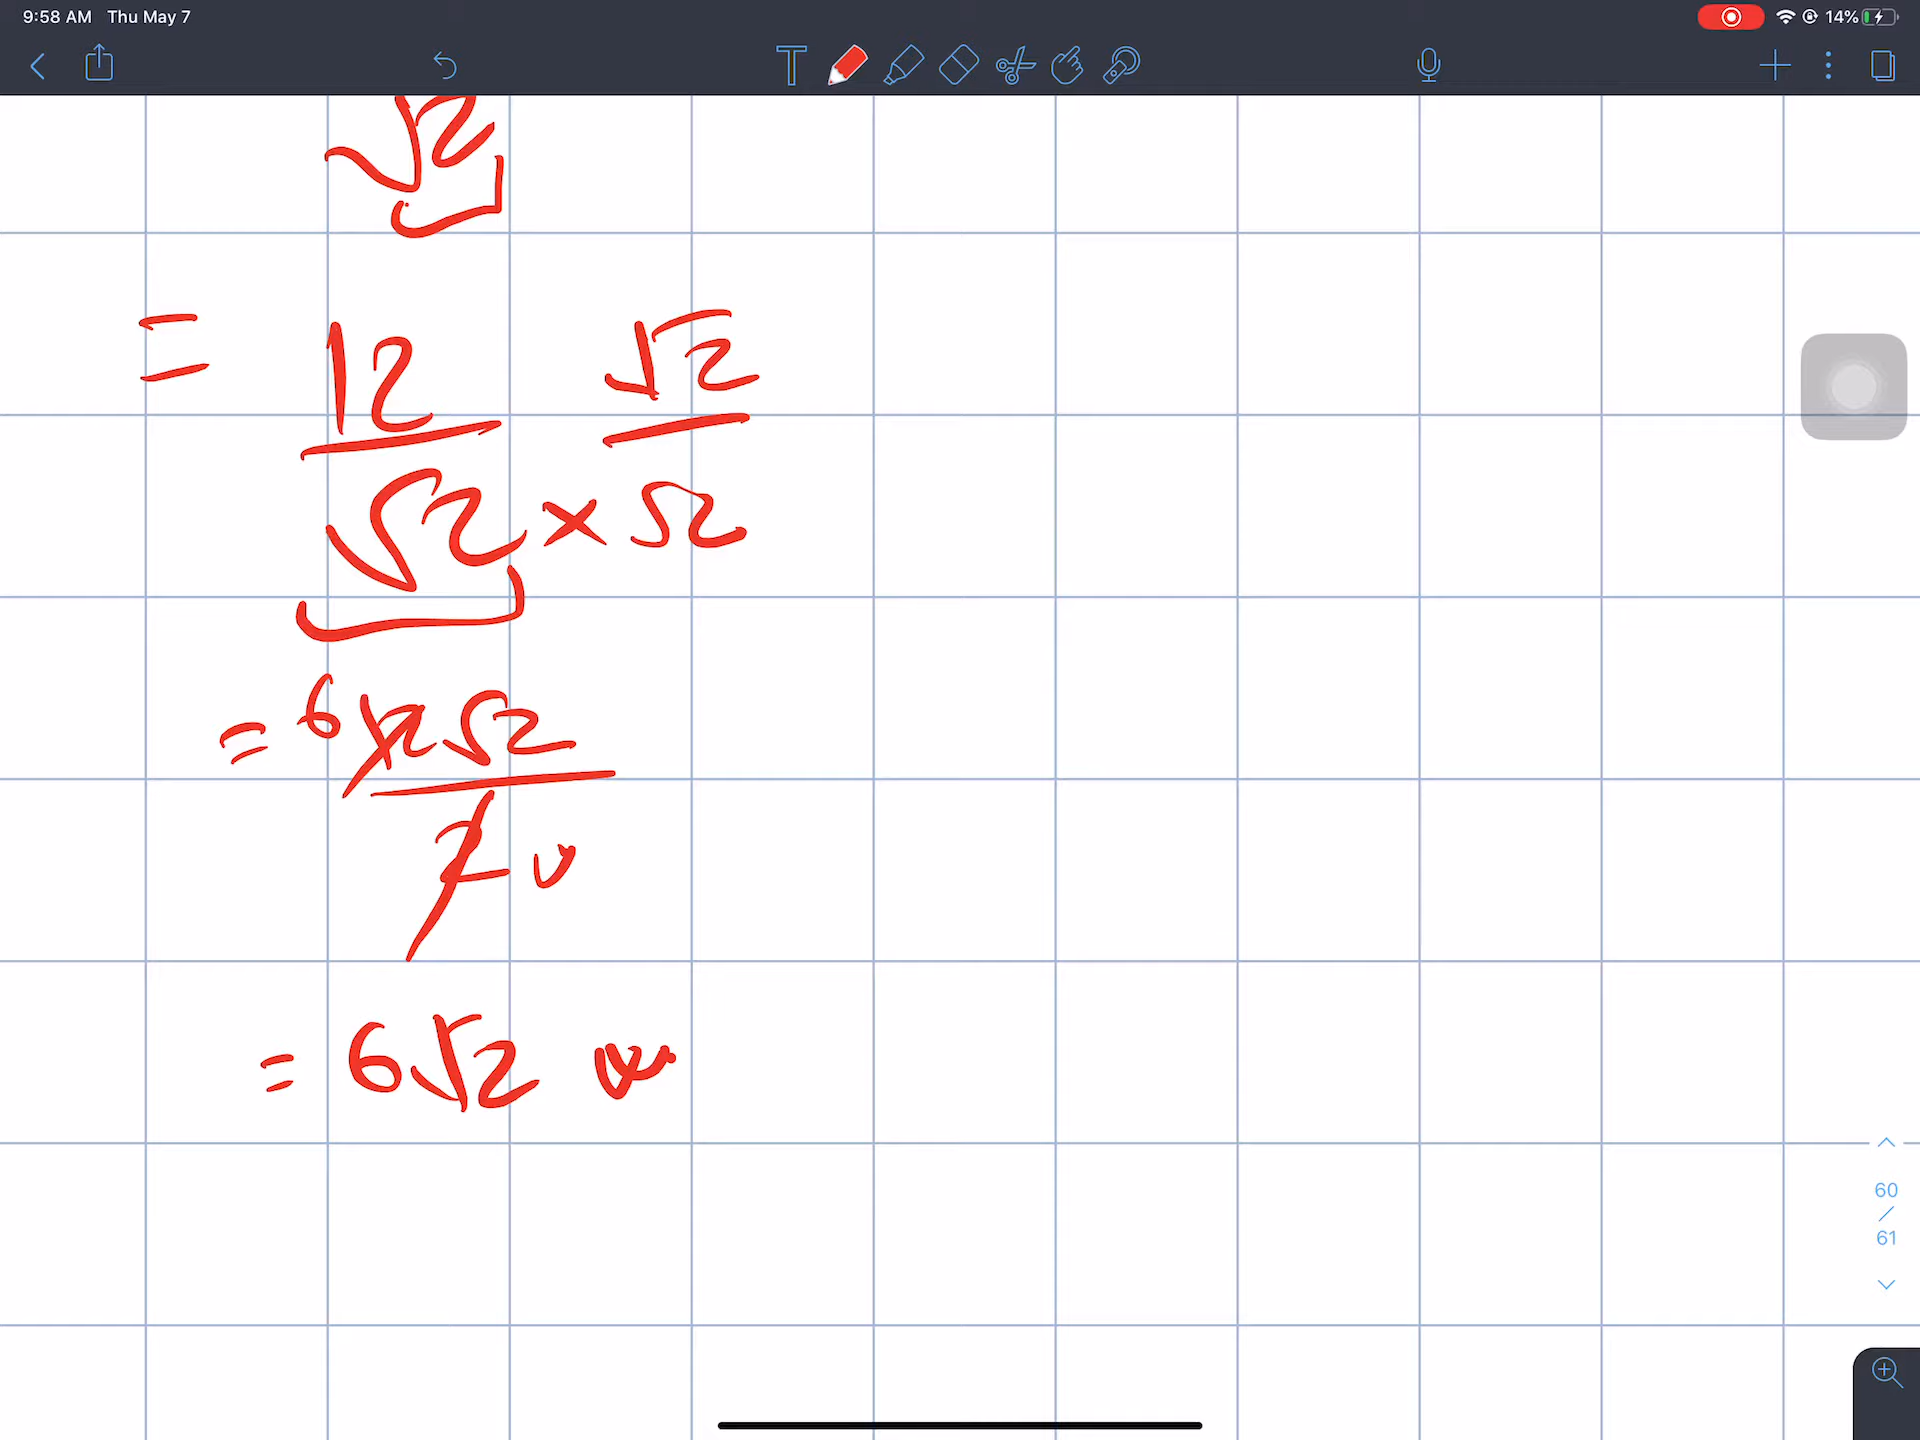 9:58 AM Thu May 7
14%
T
√2
= 12/√2 × √2/√2
= 6 12√2/2
= 6√2
60
/
61